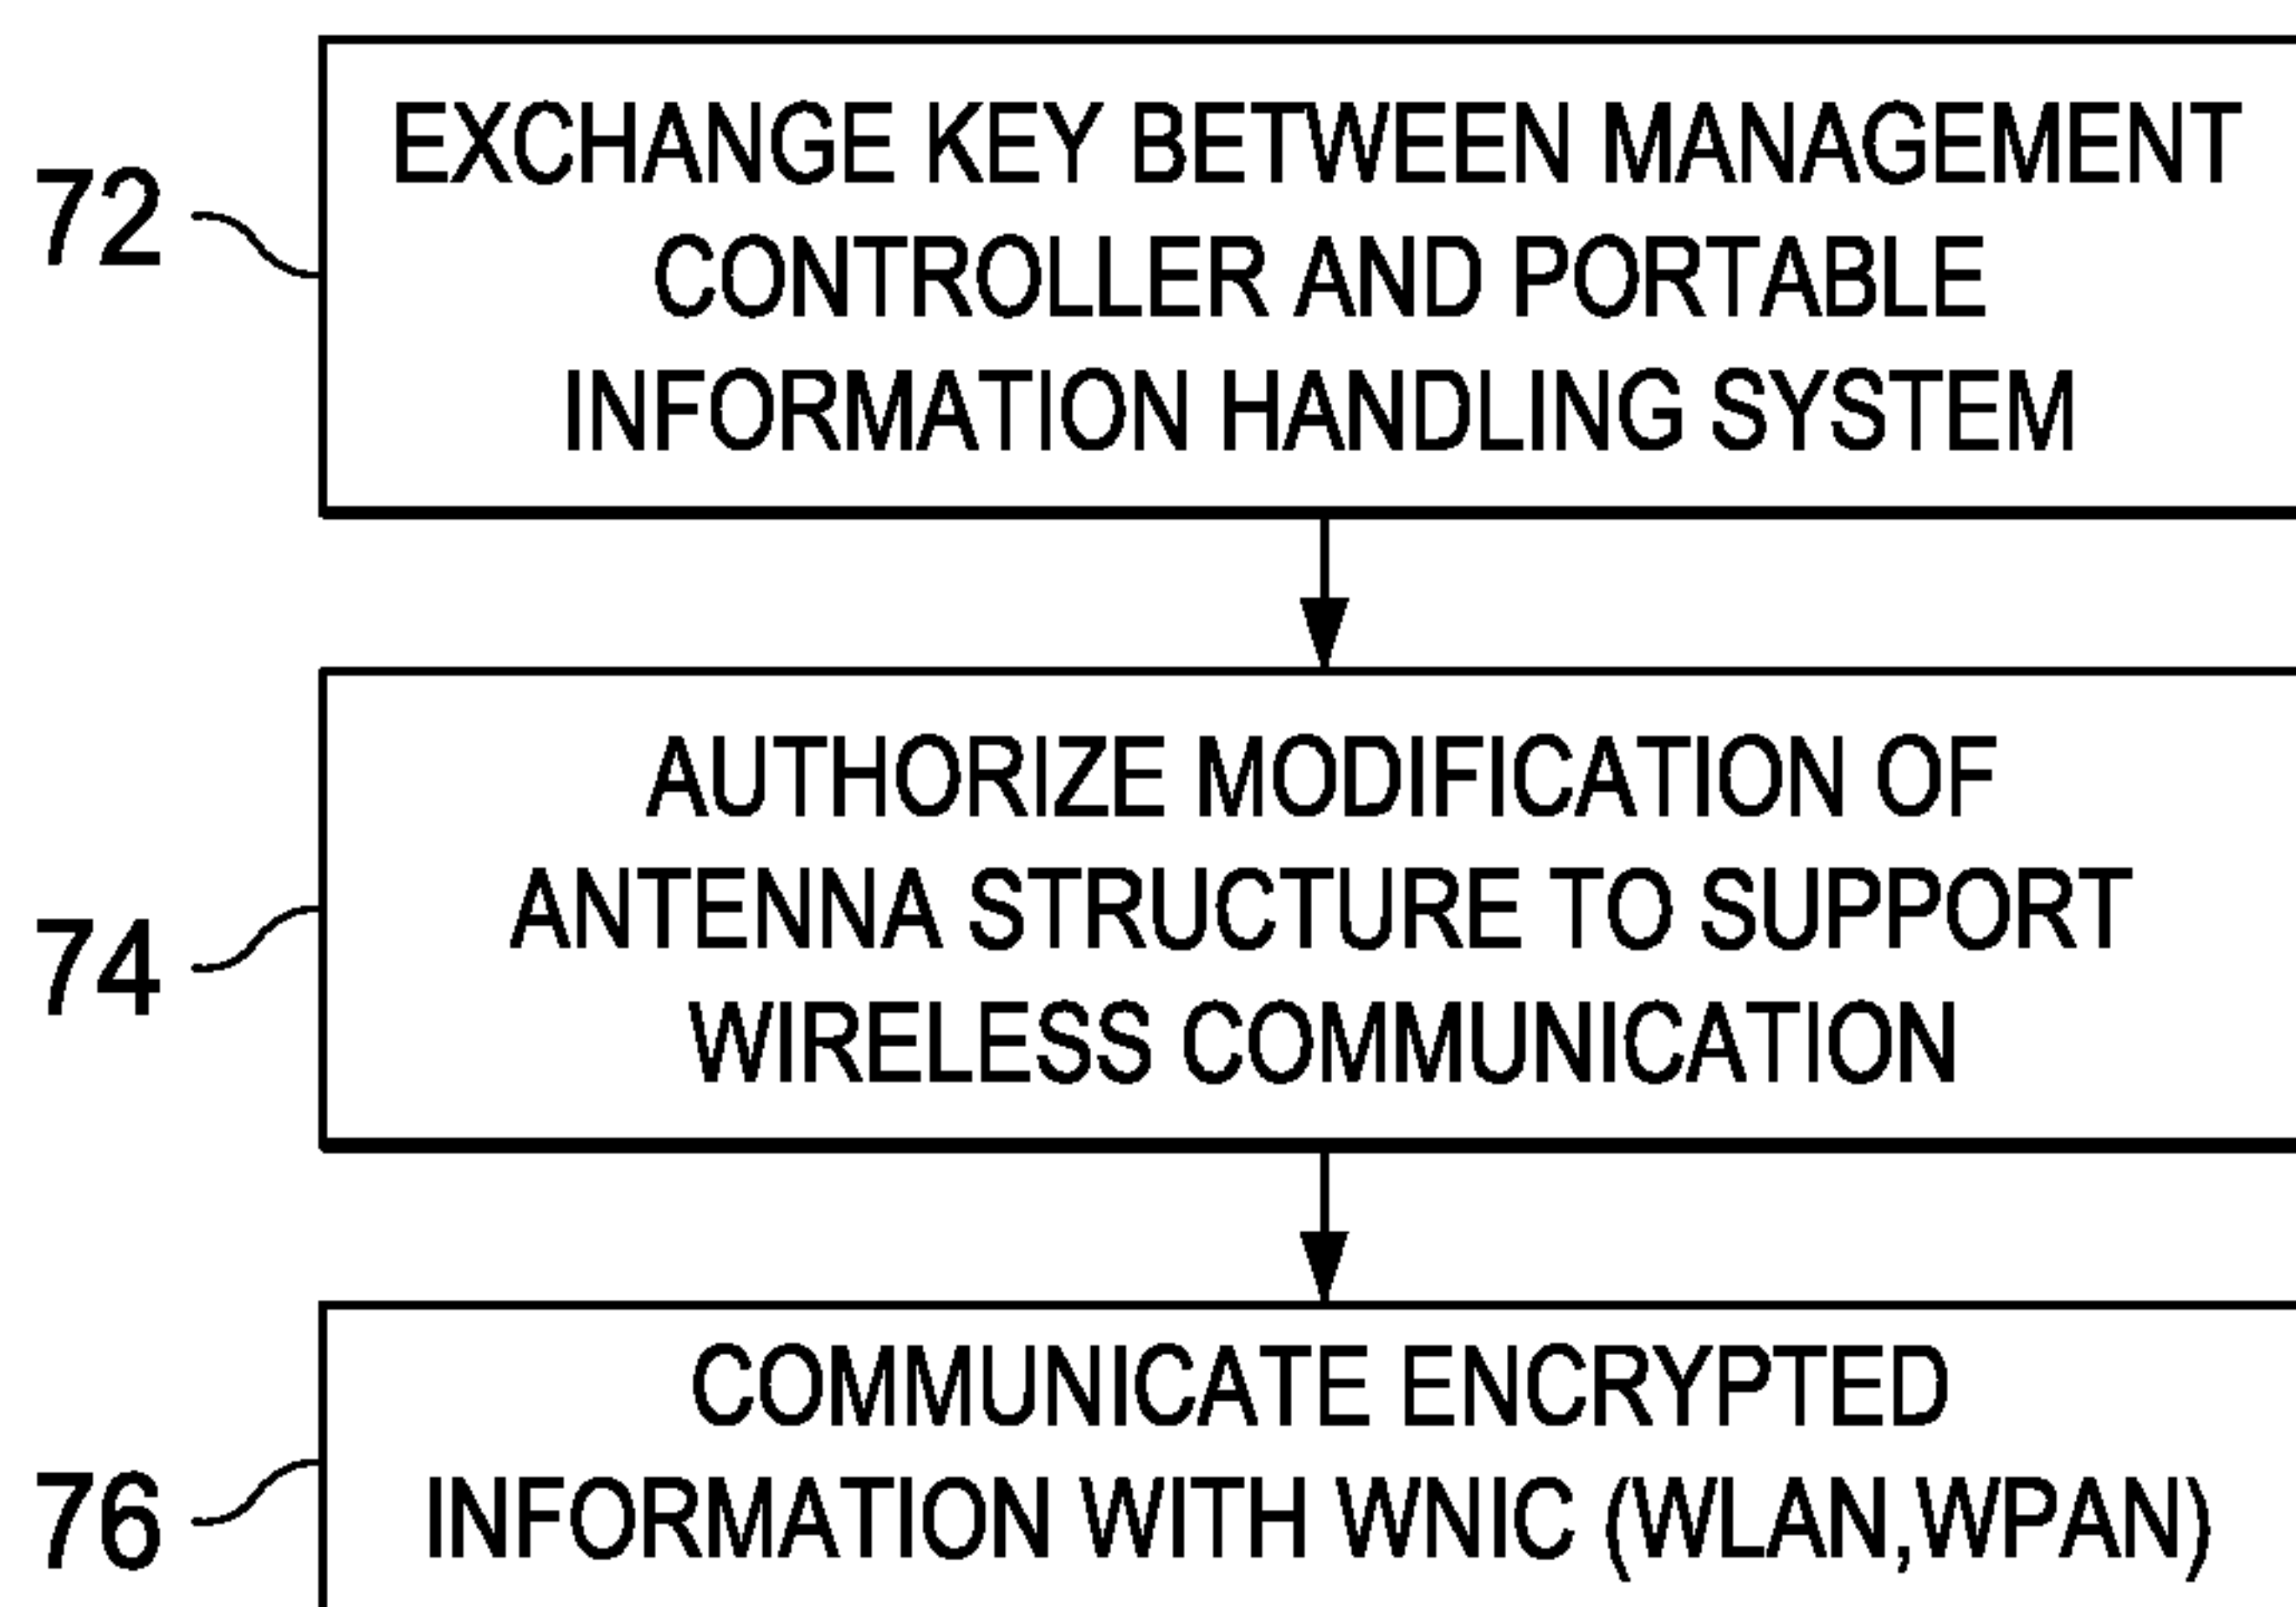 72
EXCHANGE KEY BETWEEN MANAGEMENT
CONTROLLER AND PORTABLE
INFORMATION HANDLING SYSTEM
74
AUTHORIZE MODIFICATION OF
ANTENNA STRUCTURE TO SUPPORT
WIRELESS COMMUNICATION
76
COMMUNICATE ENCRYPTED
INFORMATION WITH WNIC (WLAN,WPAN)